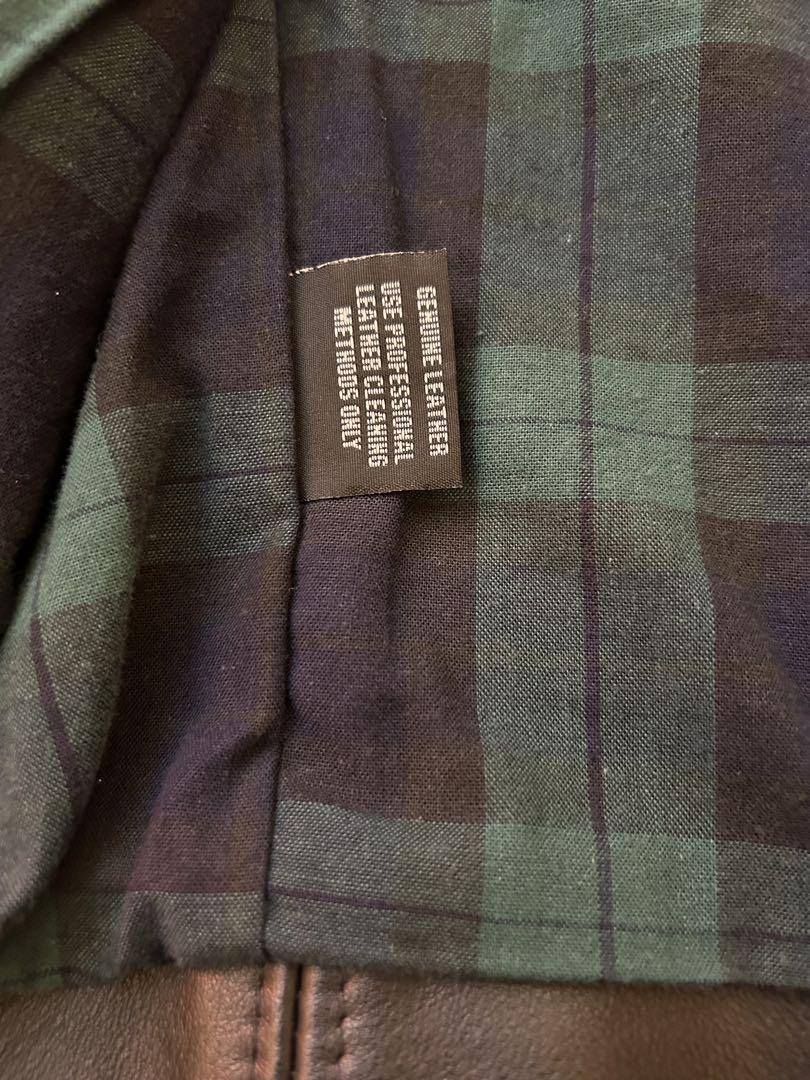 GENUINE LEATHER
USE PROFESSIONAL
LEATHER CLEANING
METHODS ONLY